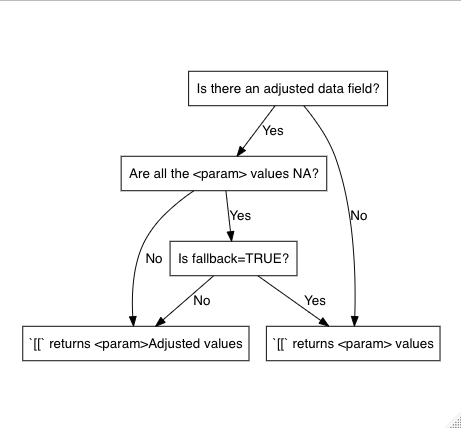 Is there an adjusted data field?
Yes
Are all the <param> values NA?
Yes
No
Is fallback=TRUE?
No
No
Yes
`[[` returns <param>Adjusted values
`[[` returns <param> values